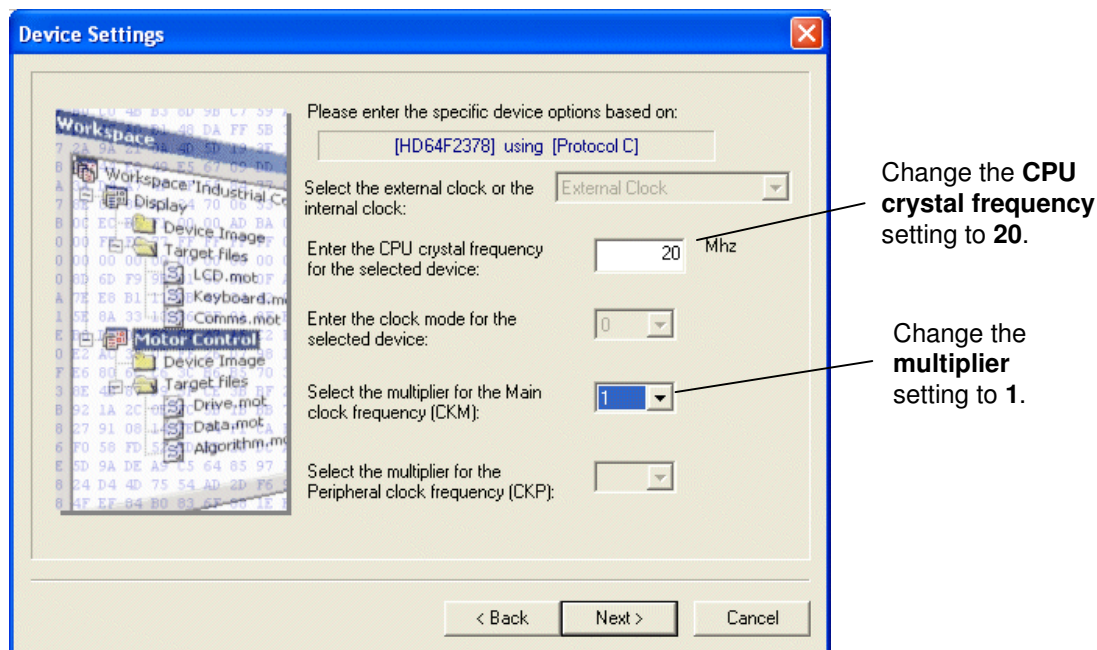 Device Settings
Please enter the specific device options based on:
[HD64F2378] using [Protocol C]
Select the external clock or the
internal clock:
External Clock
Enter the CPU crystal frequency
for the selected device:
20
Mhz
Enter the clock mode for the
selected device:
0
Select the multiplier for the Main
clock frequency (CKM):
1
Select the multiplier for the
Peripheral clock frequency (CKP):
< Back
Next >
Cancel
Change the CPU
crystal frequency
setting to 20.
Change the
multiplier
setting to 1.
Workspace
Workspace 'Industrial
Display
Device Image
Target files
LCD.mot
Keyboard.m
Comms.mot
Motor Control
Device Image
Target files
Drive.mot
Data.mot
Algorithm.m